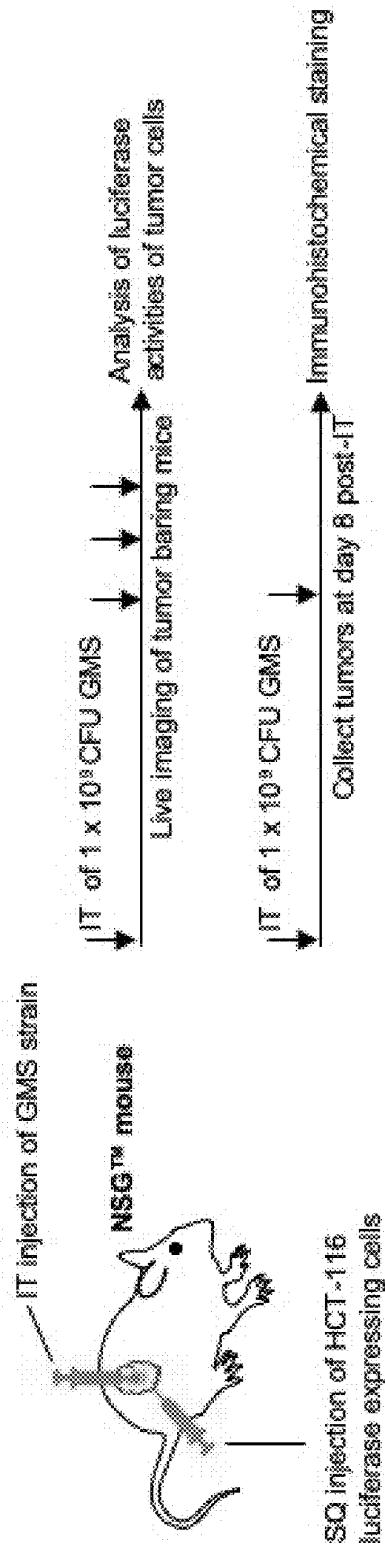 IT injection of GMS strain
NSG™ mouse
SQ injection of HCT-116
luciferase expressing cells
IT of 1 x 10⁸ CFU GMS
Live imaging of tumor baring mice
Analysis of luciferase
activities of tumor cells
IT of 1 x 10⁸ CFU GMS
Collect tumors at day 8 post-IT
Immunohistochemical staining